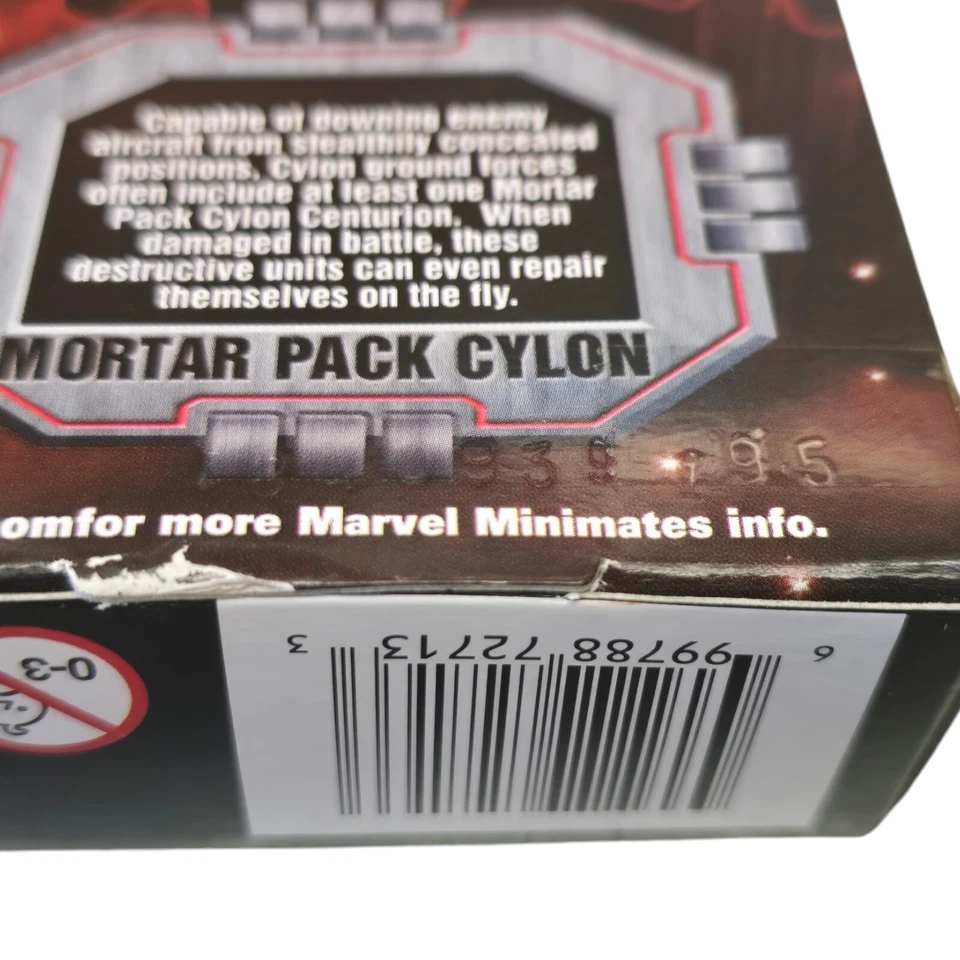 Capable of downing enemy
aircraft from stealthily concealed
positions, Cylon ground forces
often include at least one Mortar
Pack Cylon Centurion. When
damaged in battle, these
destructive units can even repair
themselves on the fly.
MORTAR PACK CYLON
omfor more Marvel Minimates info.
0-3
6 99788 72713 3